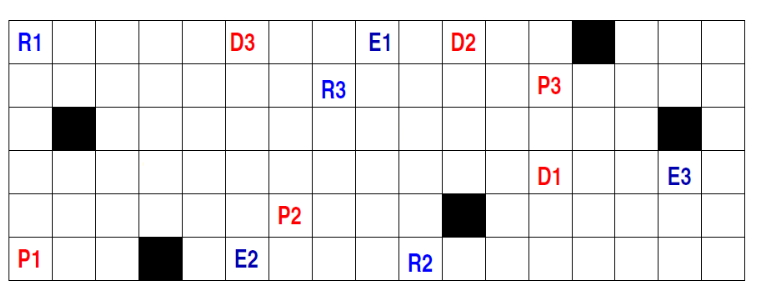 R1 D3 E1 D2
R3 P3
D1 E3
P2
P1 E2 R2